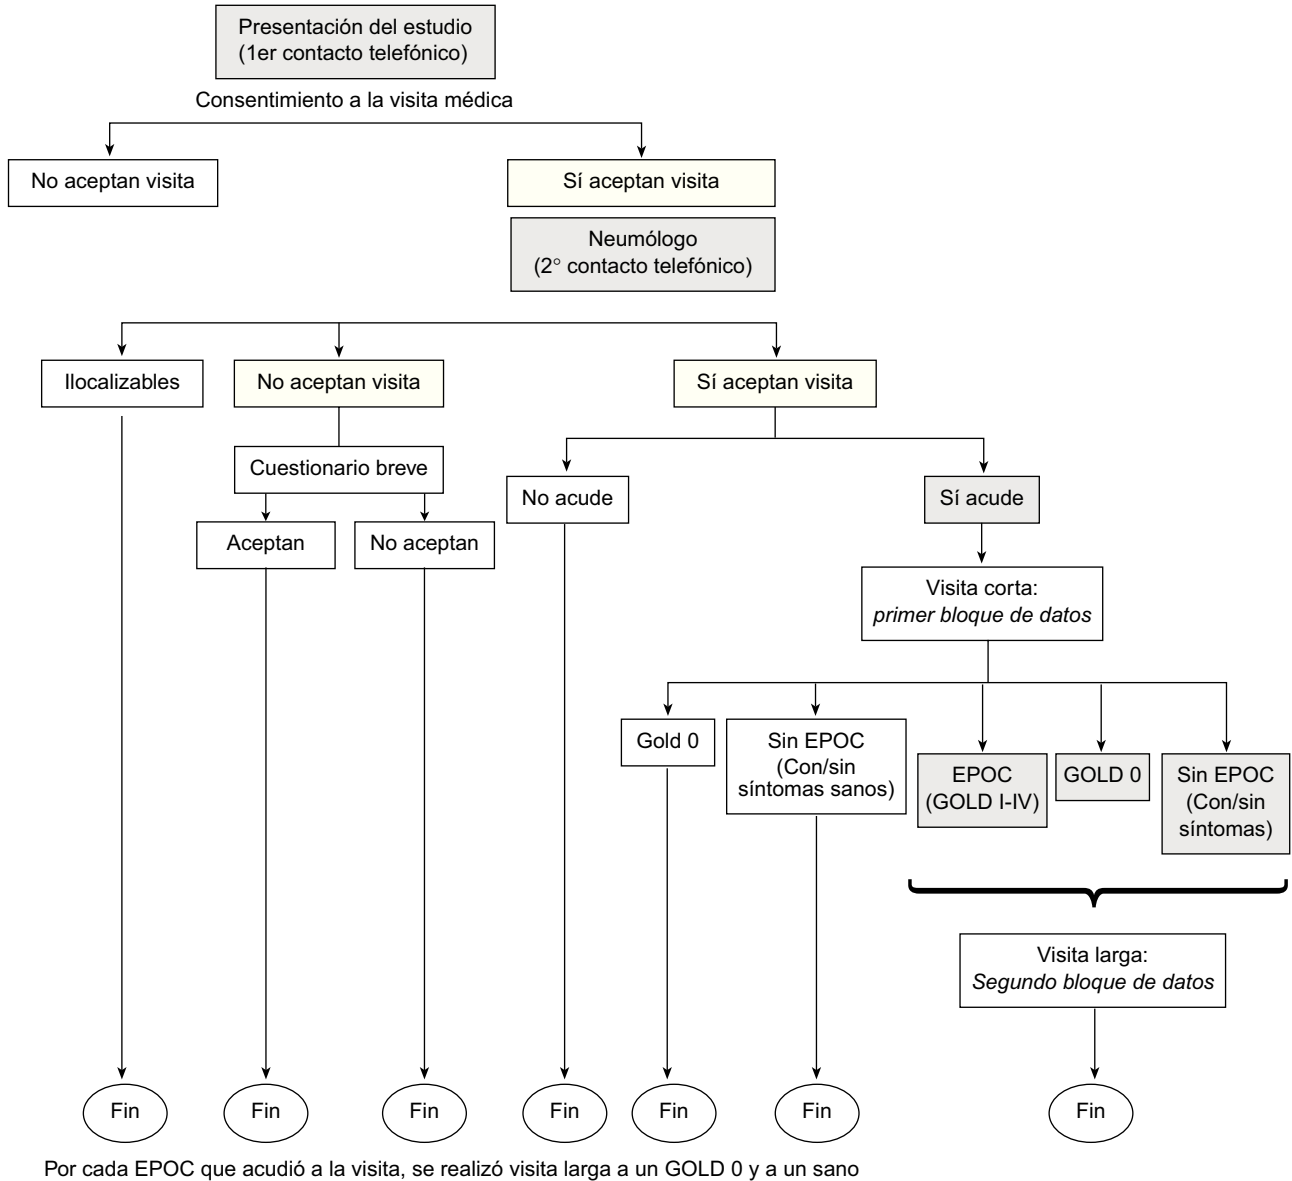 Presentación del estudio
(1er contacto telefónico)
Consentimiento a la visita médica
No aceptan visita
Sí aceptan visita
Neumólogo
(2° contacto telefónico)
Ilocalizables
No aceptan visita
Sí aceptan visita
Cuestionario breve
No acude
Sí acude
Aceptan
No aceptan
Visita corta:
primer bloque de datos
Gold 0
Sin EPOC
(Con/sin
síntomas sanos)
EPOC
(GOLD I-IV)
GOLD 0
Sin EPOC
(Con/sin
síntomas)
Visita larga:
Segundo bloque de datos
Fin
Fin
Fin
Fin
Fin
Fin
Fin
Por cada EPOC que acudió a la visita, se realizó visita larga a un GOLD 0 y a un sano